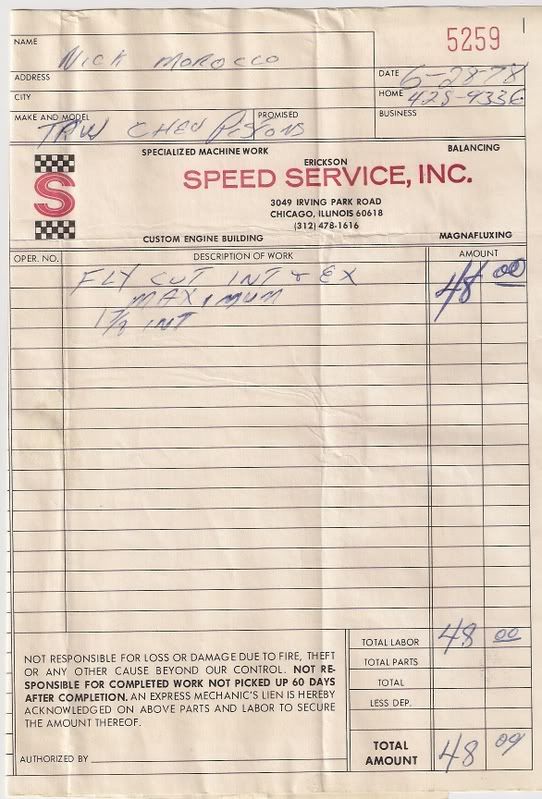 5259
NAME Nick Morocco
ADDRESS
DATE 6-28-78
CITY
HOME 428-9336
MAKE AND MODEL TRW CHEV Pistons
PROMISED
BUSINESS
SPECIALIZED MACHINE WORK
BALANCING
ERICKSON
S SPEED SERVICE, INC.
3049 IRVING PARK ROAD
CHICAGO, ILLINOIS 60618
(312) 478-1616
CUSTOM ENGINE BUILDING
MAGNAFLUXING
OPER. NO. DESCRIPTION OF WORK AMOUNT
FLY CUT INT & EX 48 00
MAXIMUM
1 7/8 INT
TOTAL LABOR 48 00
TOTAL PARTS
TOTAL
LESS DEP.
TOTAL AMOUNT 48 00
NOT RESPONSIBLE FOR LOSS OR DAMAGE DUE TO FIRE, THEFT
OR ANY OTHER CAUSE BEYOND OUR CONTROL. NOT RE-
SPONSIBLE FOR COMPLETED WORK NOT PICKED UP 60 DAYS
AFTER COMPLETION, AN EXPRESS MECHANIC'S LIEN IS HEREBY
ACKNOWLEDGED ON ABOVE PARTS AND LABOR TO SECURE
THE AMOUNT THEREOF.
AUTHORIZED BY